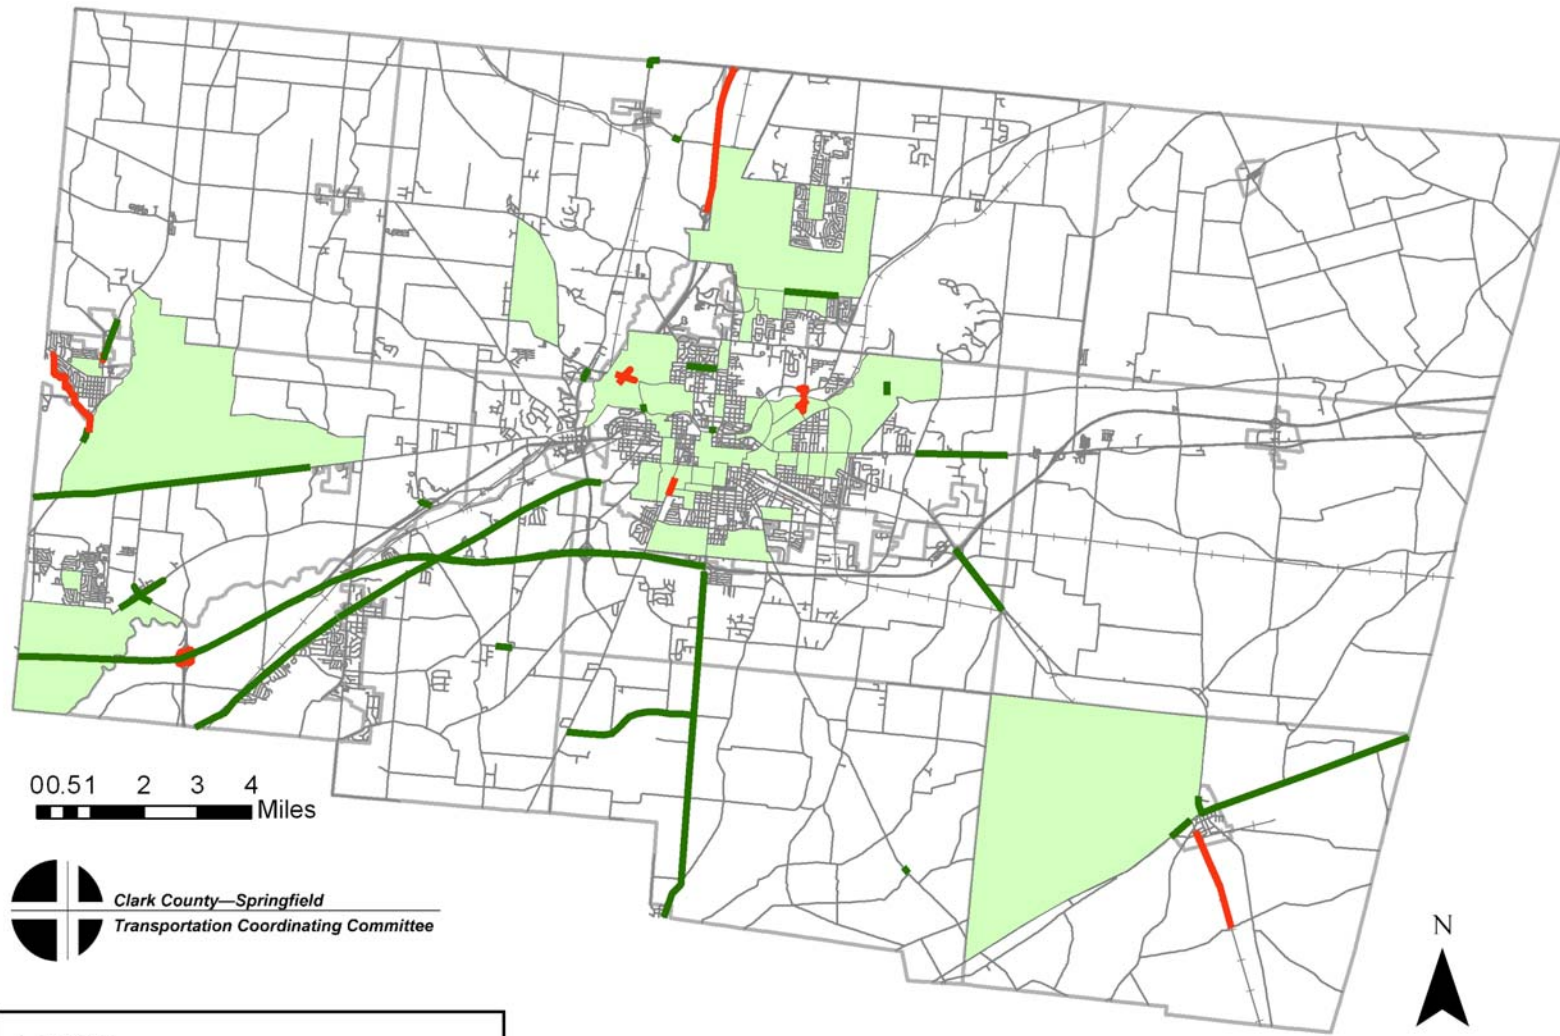 00.51 2 3 4
Miles
Clark County—Springfield
Transportation Coordinating Committee
N